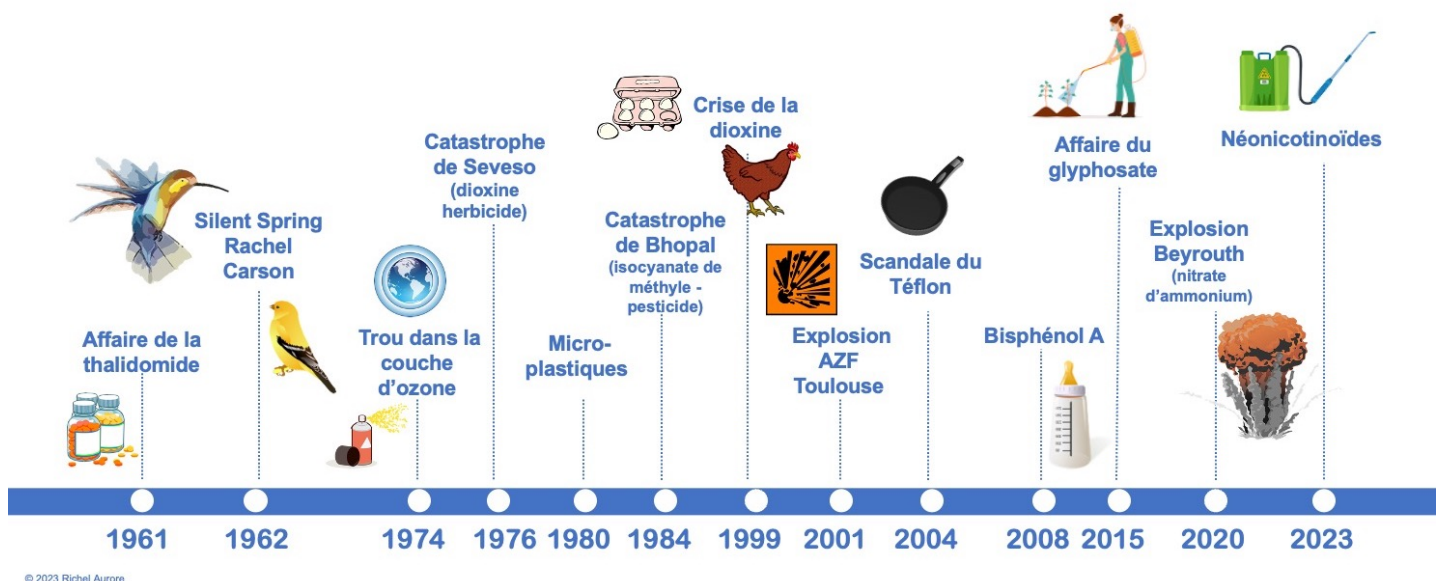 Affaire de la
thalidomide
Silent Spring
Rachel
Carson
Trou dans la
couche
d'ozone
Catastrophe
de Seveso
(dioxine
herbicide)
Micro-
plastiques
Catastrophe
de Bhopal
(isocyanate de
méthyle -
pesticide)
Crise de la
dioxine
Explosion
AZF
Toulouse
Scandale du
Téflon
Bisphénol A
Affaire du
glyphosate
Explosion
Beyrouth
(nitrate
d'ammonium)
Néonicotinoïdes
1961 1962 1974 1976 1980 1984 1999 2001 2004 2008 2015 2020 2023
© 2023 Richel Aurore